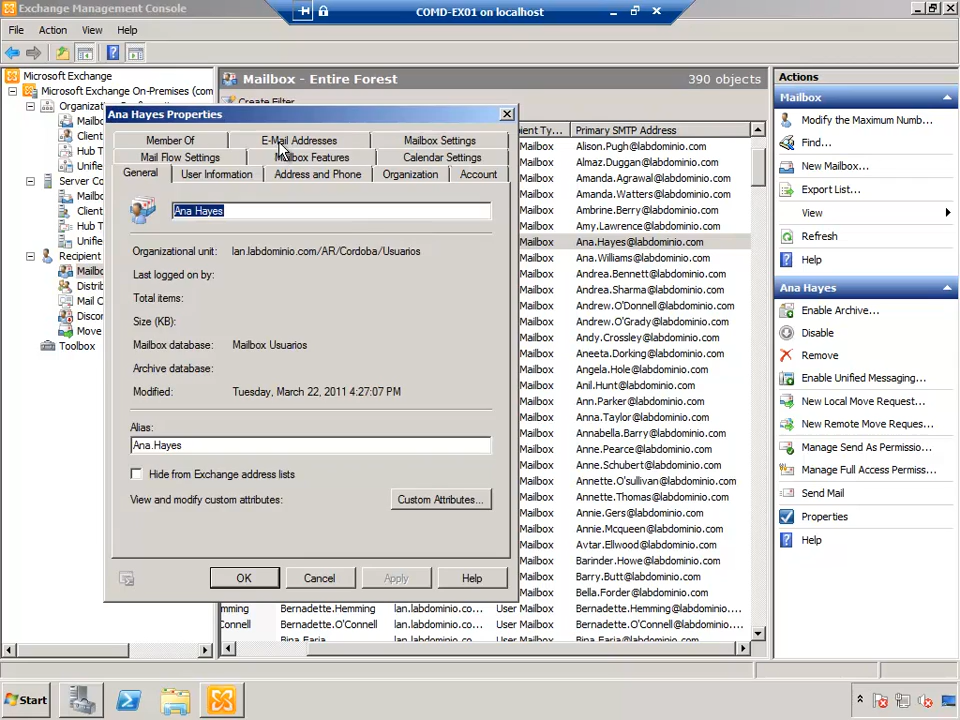 Exchange Management Console
COMD-EX01 on localhost
File Action View Help
Microsoft Exchange
Microsoft Exchange On-Premises (com
Mailbox - Entire Forest
390 objects
Create Filter
Actions
Mailbox
Modify the Maximum Numb...
Find...
New Mailbox...
Export List...
View
Refresh
Help
Ana Hayes
Enable Archive...
Disable
Remove
Enable Unified Messaging...
New Local Move Request...
New Remote Move Reques...
Manage Send As Permissio...
Manage Full Access Permiss...
Send Mail
Properties
Help
Mailb
Client
Hub T
Unifie
Server Co
Mailb
Client
Hub T
Unifie
Recipient
Mailbo
Distrib
Mail C
Discon
Move
Toolbox
Ana Hayes Properties
Member Of
E-Mail Addresses
Mailbox Settings
Mail Flow Settings
Mailbox Features
Calendar Settings
General
User Information
Address and Phone
Organization
Account
Ana Hayes
Organizational unit: lan.labdominio.com/AR/Cordoba/Usuarios
Last logged on by:
Total items:
Size (KB):
Mailbox database: Mailbox Usuarios
Archive database:
Modified: Tuesday, March 22, 2011 4:27:07 PM
Alias:
Ana.Hayes
Hide from Exchange address lists
View and modify custom attributes:
Custom Attributes...
OK
Cancel
Apply
Help
ient Ty... Primary SMTP Address
Mailbox Alison.Pugh@labdominio.com
Mailbox Almaz.Duggan@labdominio.com
Mailbox Amanda.Agrawal@labdominio.com
Mailbox Amanda.Watters@labdominio.com
Mailbox Ambrine.Berry@labdominio.com
Mailbox Amy.Lawrence@labdominio.com
Mailbox Ana.Hayes@labdominio.com
Mailbox Ana.Williams@labdominio.com
Mailbox Andrea.Bennett@labdominio.com
Mailbox Andrea.Sharma@labdominio.com
Mailbox Andrew.O'Donnell@labdominio.com
Mailbox Andrew.O'Grady@labdominio.com
Mailbox Andy.Crossley@labdominio.com
Mailbox Aneeta.Dorking@labdominio.com
Mailbox Angela.Hole@labdominio.com
Mailbox Anil.Hunt@labdominio.com
Mailbox Ann.Parker@labdominio.com
Mailbox Anna.Taylor@labdominio.com
Mailbox Annabella.Barry@labdominio.com
Mailbox Anne.Pearce@labdominio.com
Mailbox Anne.Schubert@labdominio.com
Mailbox Annette.O'sullivan@labdominio.com
Mailbox Annette.Thomas@labdominio.com
Mailbox Annie.Gers@labdominio.com
Mailbox Annie.Mcqueen@labdominio.com
Mailbox Avtar.Ellwood@labdominio.com
Mailbox Barinder.Howe@labdominio.com
Mailbox Barry.Butt@labdominio.com
Mailbox Bella.Forder@labdominio.com
mming Bernadette.Hemming lan.labdominio.co... User Mailbox Bernadette.Hemming@labdominio....
Connell Bernadette.O'Connell lan.labdominio.co... User Mailbox Bernadette.O'Connell@labdominio....
Bina.Faria lan.labdominio.co... User Mailbox Bina.Faria@labdominio.com
Start